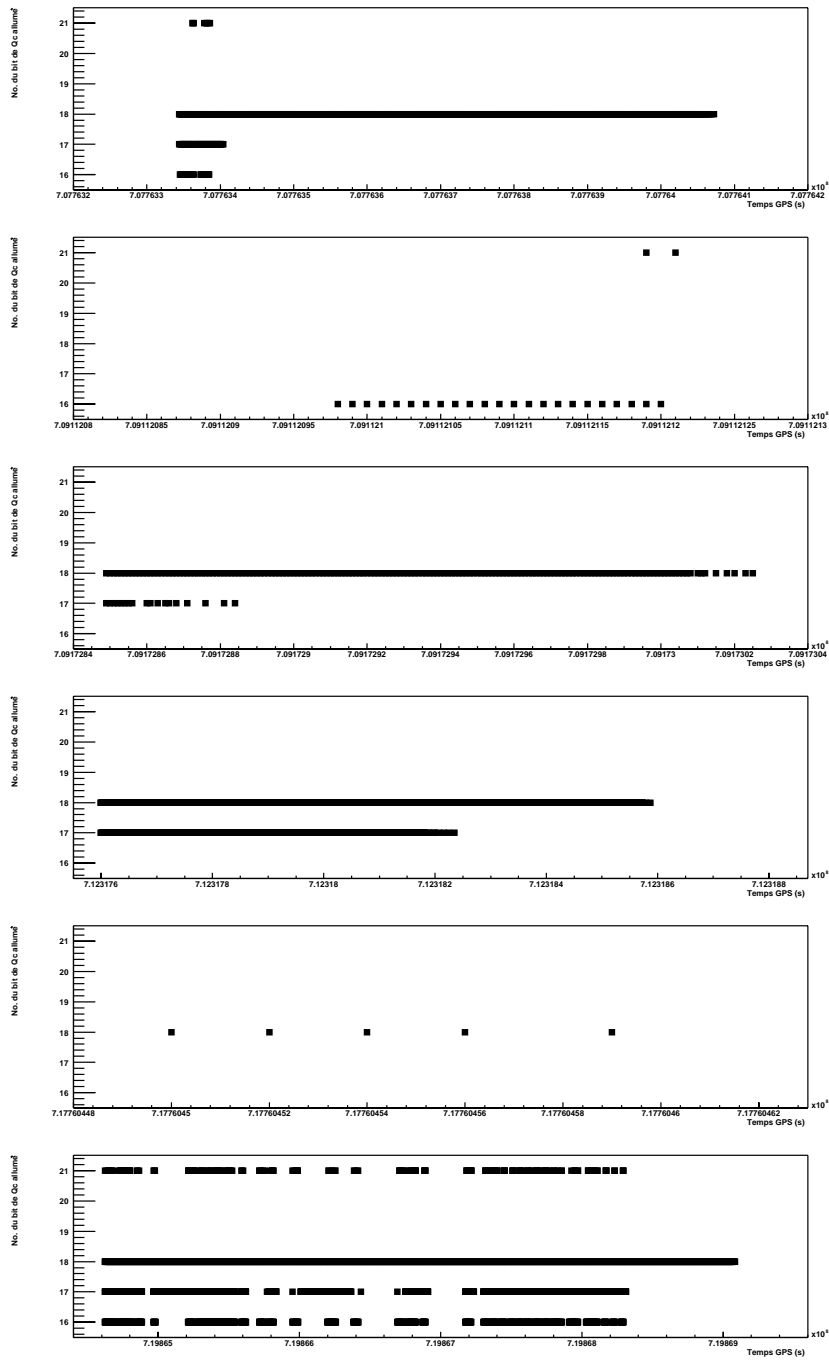 No. du bit de Qc allumé
21
20
19
18
17
16
7.077632 7.077633 7.077634 7.077635 7.077636 7.077637 7.077638 7.077639 7.07764 7.077641 7.077642
x10⁸
Temps GPS (s)
No. du bit de Qc allumé
21
20
19
18
17
16
7.0911208 7.09112085 7.0911209 7.09112095 7.091121 7.09112105 7.0911211 7.09112115 7.0911212 7.09112125 7.0911213
x10⁸
Temps GPS (s)
No. du bit de Qc allumé
21
20
19
18
17
16
7.0917284 7.0917286 7.0917288 7.091729 7.0917292 7.0917294 7.0917296 7.0917298 7.09173 7.0917302 7.0917304
x10⁸
Temps GPS (s)
No. du bit de Qc allumé
21
20
19
18
17
16
7.123176 7.123178 7.12318 7.123182 7.123184 7.123186 7.123188
x10⁸
Temps GPS (s)
No. du bit de Qc allumé
21
20
19
18
17
16
7.17760448 7.1776045 7.17760452 7.17760454 7.17760456 7.17760458 7.1776046 7.17760462
x10⁸
Temps GPS (s)
No. du bit de Qc allumé
21
20
19
18
17
16
7.19865 7.19866 7.19867 7.19868 7.19869
x10⁸
Temps GPS (s)